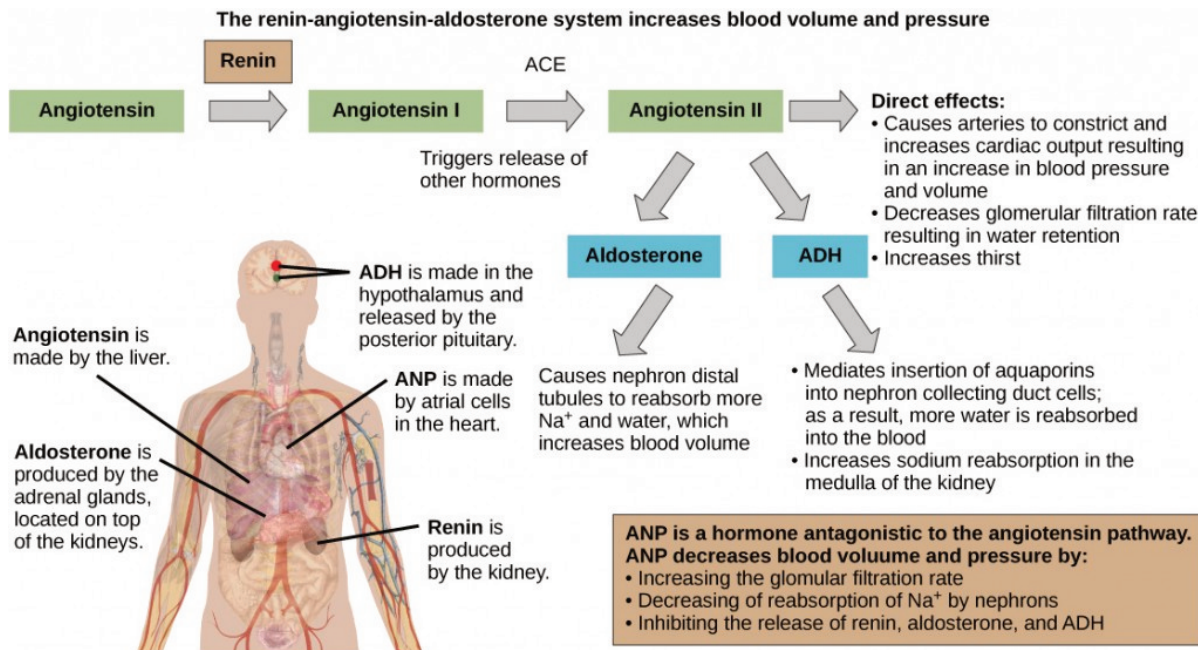 The renin-angiotensin-aldosterone system increases blood volume and pressure
Renin
ACE
Angiotensin
Angiotensin I
Angiotensin II
Triggers release of
other hormones
Direct effects:
• Causes arteries to constrict and
increases cardiac output resulting
in an increase in blood pressure
and volume
• Decreases glomerular filtration rate
resulting in water retention
• Increases thirst
Aldosterone
ADH
Causes nephron distal
tubules to reabsorb more
Na⁺ and water, which
increases blood volume
• Mediates insertion of aquaporins
into nephron collecting duct cells;
as a result, more water is reabsorbed
into the blood
• Increases sodium reabsorption in the
medulla of the kidney
ADH is made in the
hypothalamus and
released by the
posterior pituitary.
Angiotensin is
made by the liver.
ANP is made
by atrial cells
in the heart.
Aldosterone is
produced by the
adrenal glands,
located on top
of the kidneys.
Renin is
produced
by the kidney.
ANP is a hormone antagonistic to the angiotensin pathway.
ANP decreases blood voluume and pressure by:
• Increasing the glomular filtration rate
• Decreasing of reabsorption of Na⁺ by nephrons
• Inhibiting the release of renin, aldosterone, and ADH